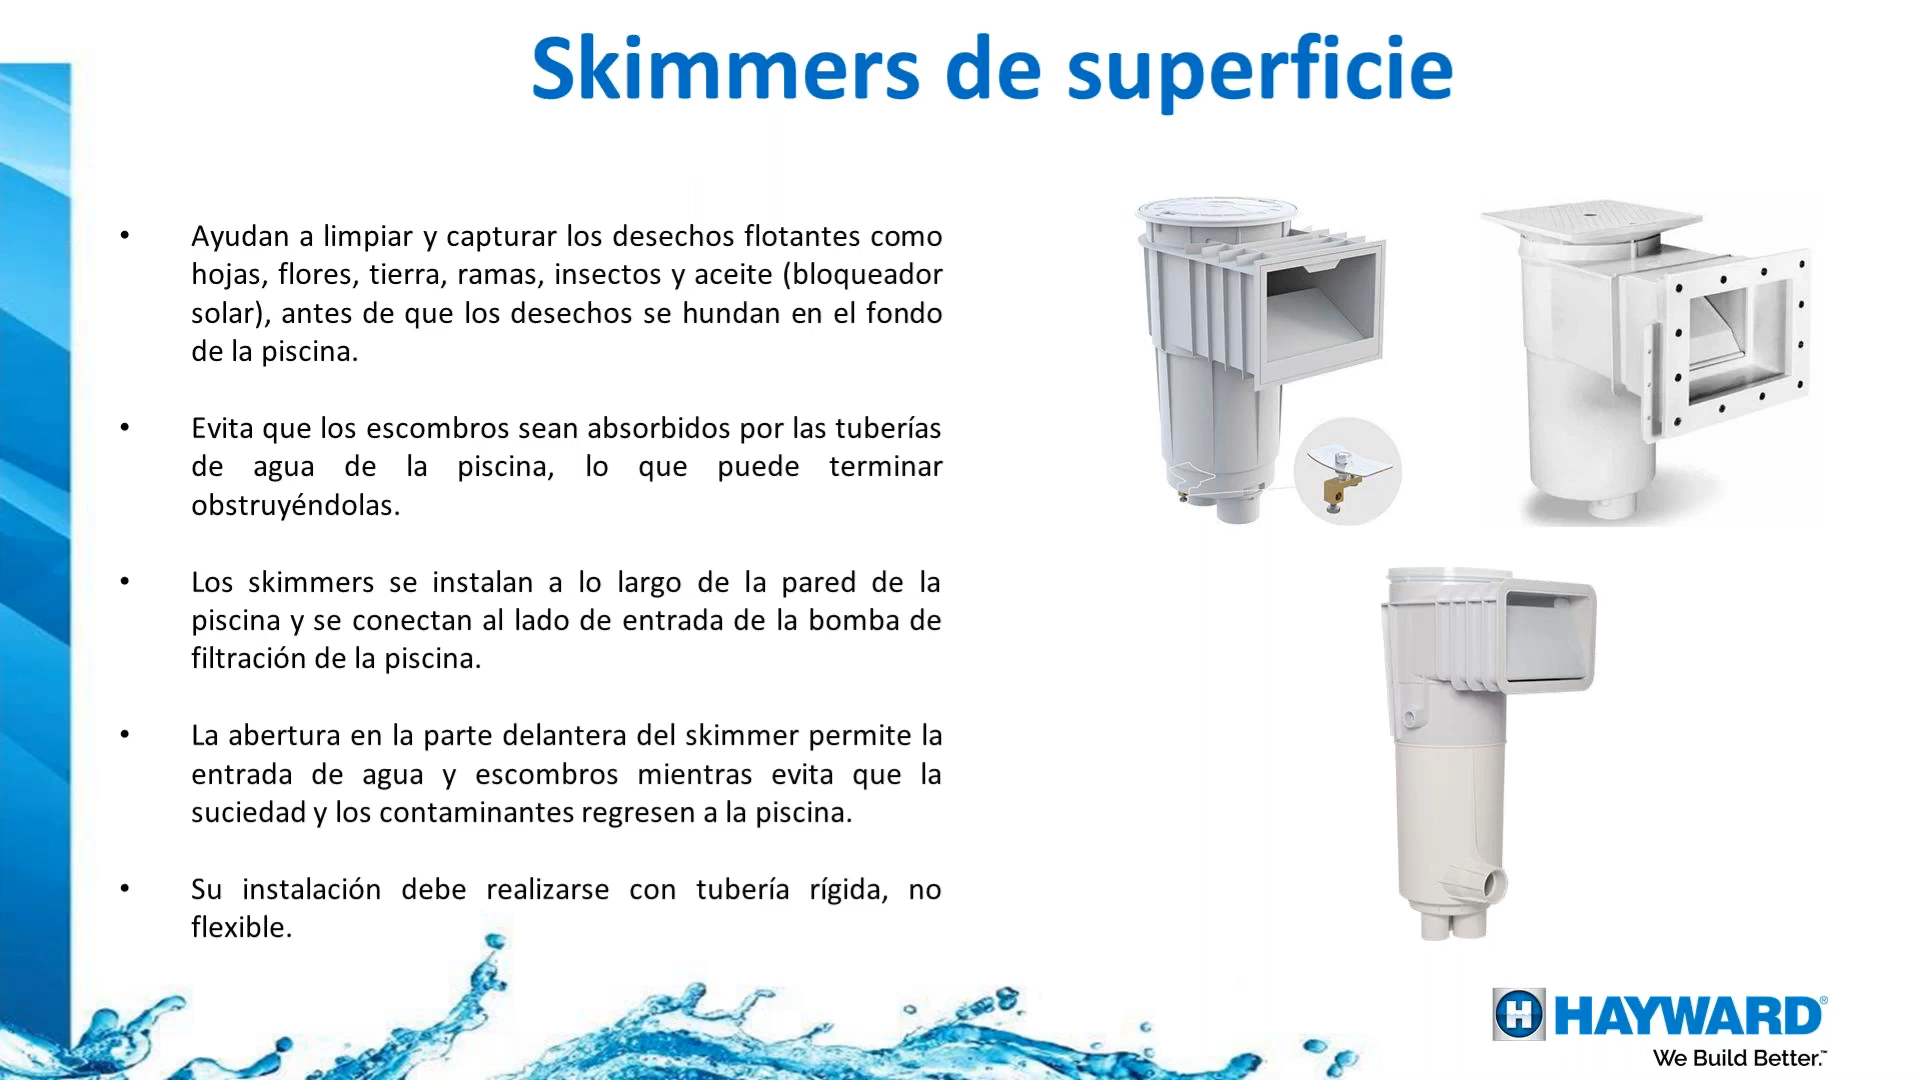 Skimmers de superficie
• Ayudan a limpiar y capturar los desechos flotantes como
hojas, flores, tierra, ramas, insectos y aceite (bloqueador
solar), antes de que los desechos se hundan en el fondo
de la piscina.
• Evita que los escombros sean absorbidos por las tuberías
de agua de la piscina, lo que puede terminar
obstruyéndolas.
• Los skimmers se instalan a lo largo de la pared de la
piscina y se conectan al lado de entrada de la bomba de
filtración de la piscina.
• La abertura en la parte delantera del skimmer permite la
entrada de agua y escombros mientras evita que la
suciedad y los contaminantes regresen a la piscina.
• Su instalación debe realizarse con tubería rígida, no
flexible.
H HAYWARD®
We Build Better.™